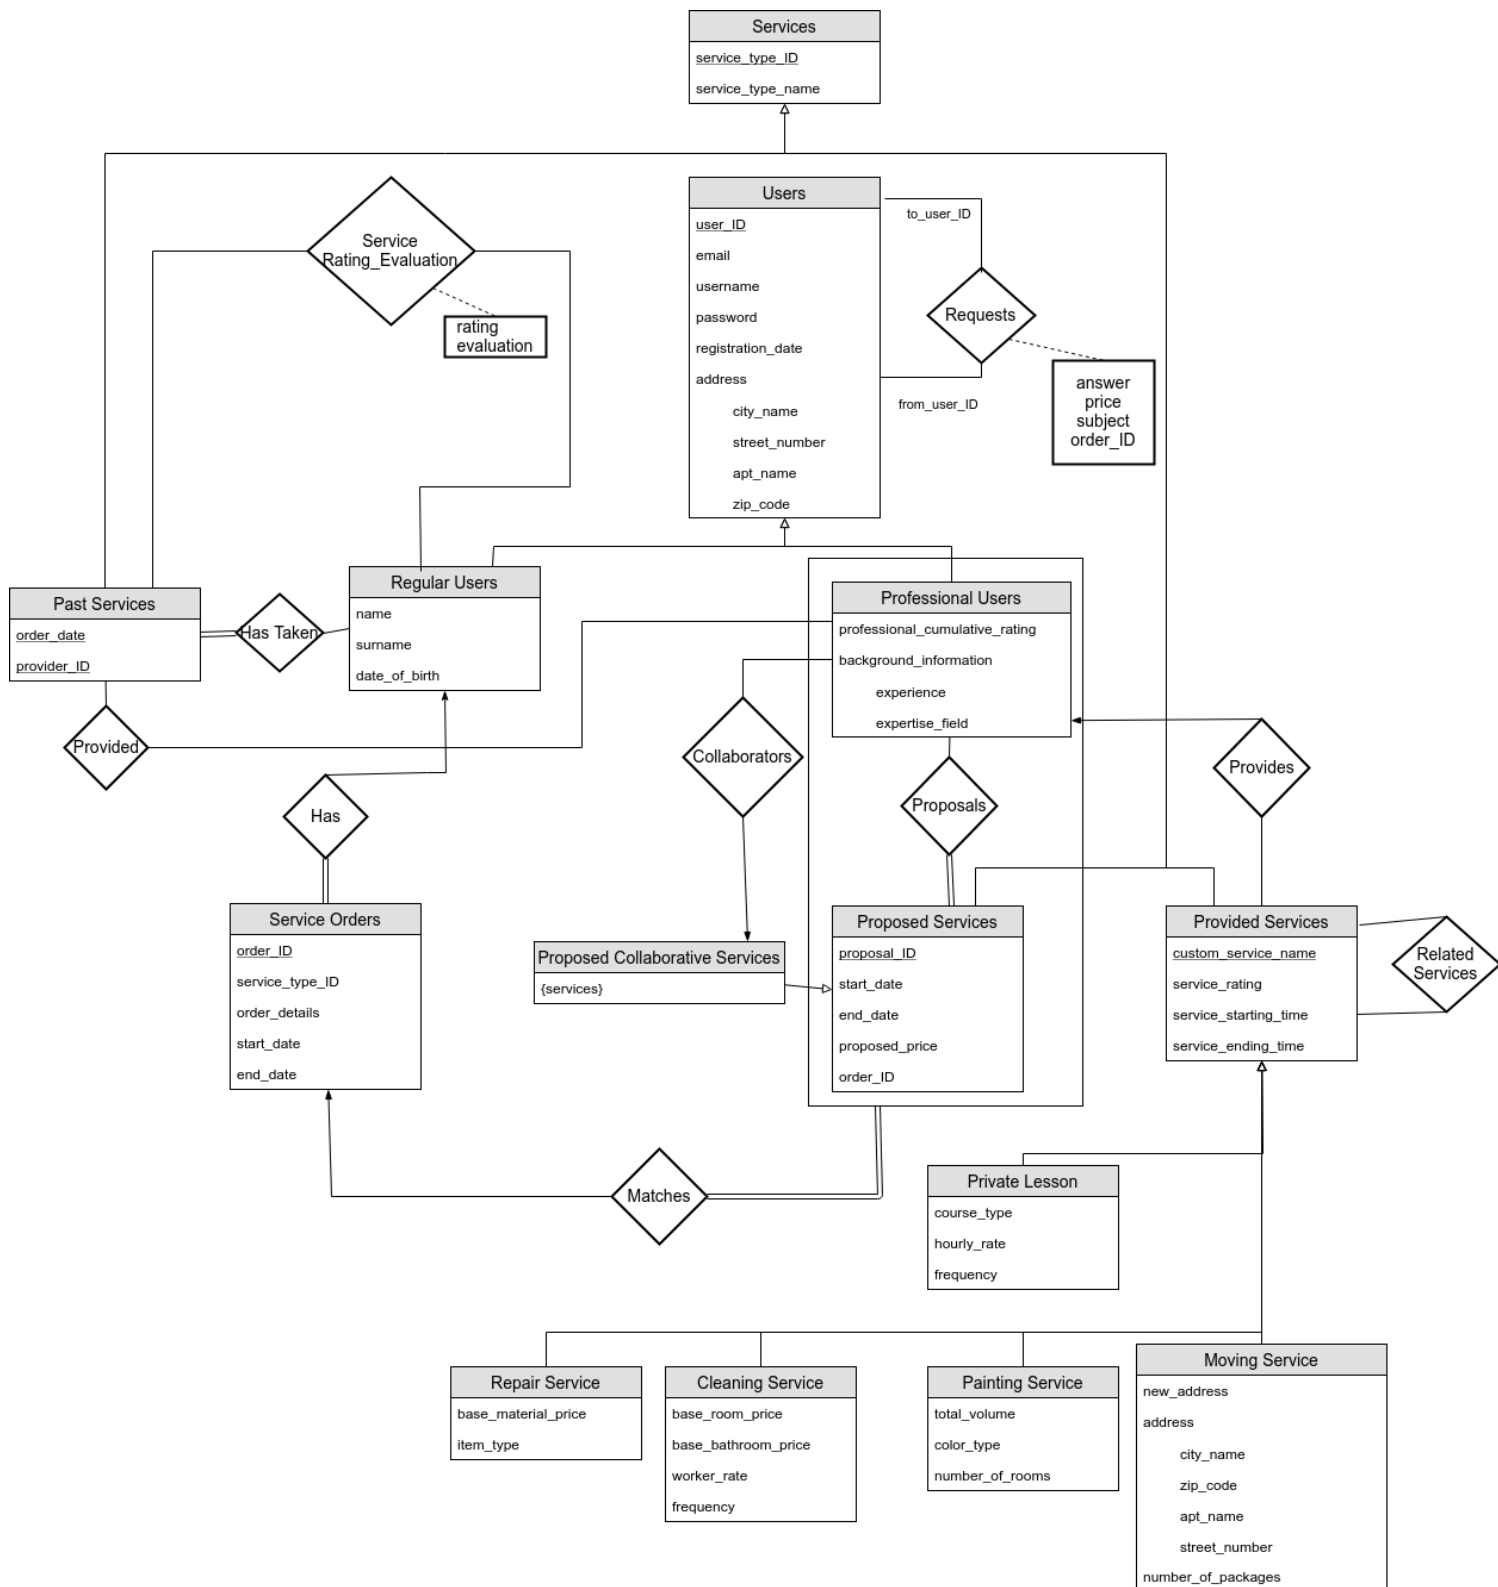 Services
service_type_ID
service_type_name
Users
user_ID
email
username
password
registration_date
address
city_name
street_number
apt_name
zip_code
to_user_ID
Requests
from_user_ID
answer
price
subject
order_ID
Service
Rating_Evaluation
rating
evaluation
Past Services
order_date
provider_ID
Has Taken
Regular Users
name
surname
date_of_birth
Professional Users
professional_cumulative_rating
background_information
experience
expertise_field
Provided
Collaborators
Provides
Has
Proposals
Service Orders
order_ID
service_type_ID
order_details
start_date
end_date
Proposed Collaborative Services
{services}
Proposed Services
proposal_ID
start_date
end_date
proposed_price
order_ID
Provided Services
custom_service_name
service_rating
service_starting_time
service_ending_time
Related
Services
Matches
Private Lesson
course_type
hourly_rate
frequency
Repair Service
base_material_price
item_type
Cleaning Service
base_room_price
base_bathroom_price
worker_rate
frequency
Painting Service
total_volume
color_type
number_of_rooms
Moving Service
new_address
address
city_name
zip_code
apt_name
street_number
number_of_packages